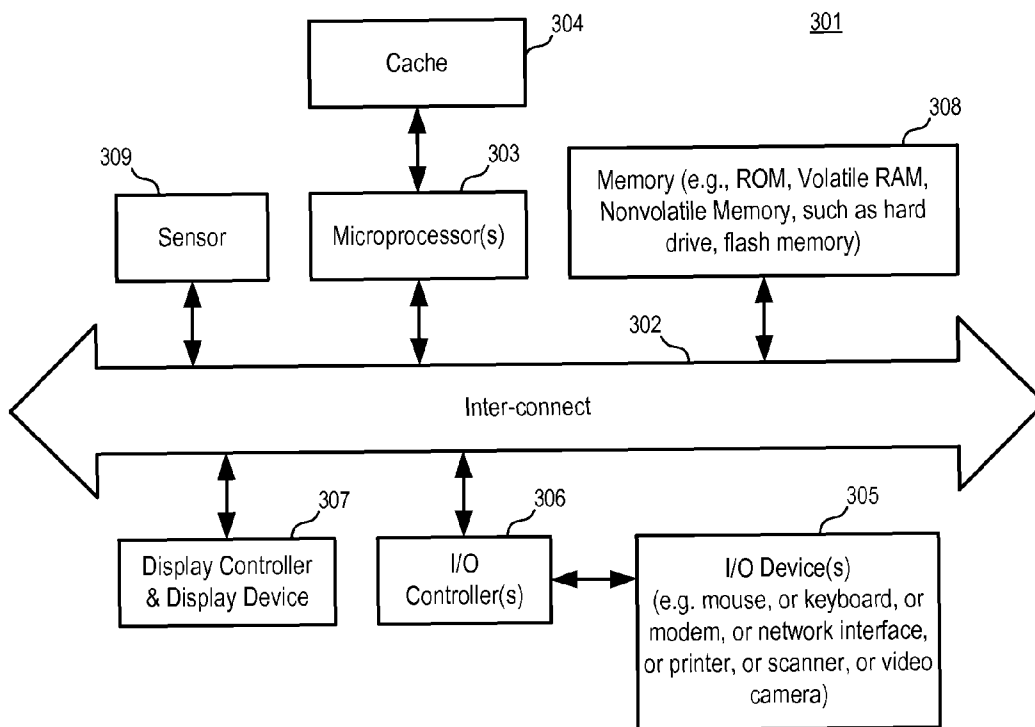 301
304
Cache
308
303
309
Memory (e.g., ROM, Volatile RAM,
Nonvolatile Memory, such as hard
drive, flash memory)
Sensor
Microprocessor(s)
302
Inter-connect
307
306
305
Display Controller
& Display Device
I/O
Controller(s)
I/O Device(s)
(e.g. mouse, or keyboard, or
modem, or network interface,
or printer, or scanner, or video
camera)